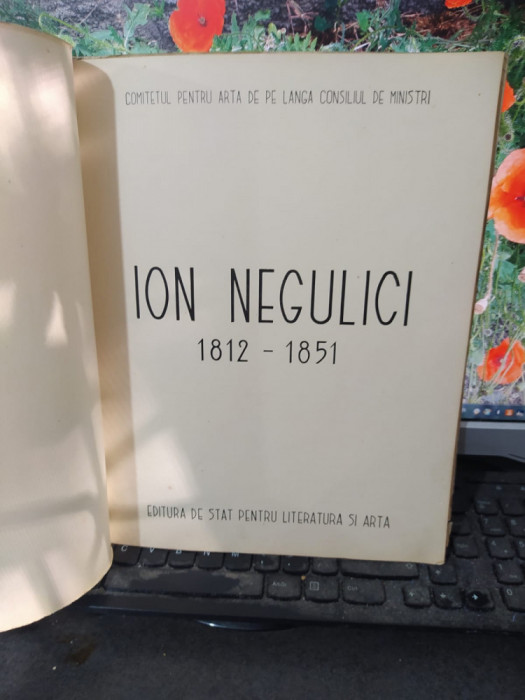 COMITETUL PENTRU ARTA DE PE LANGA CONSILIUL DE MINISTRI
ION NEGULICI
1812 - 1851
EDITURA DE STAT PENTRU LITERATURA SI ARTA